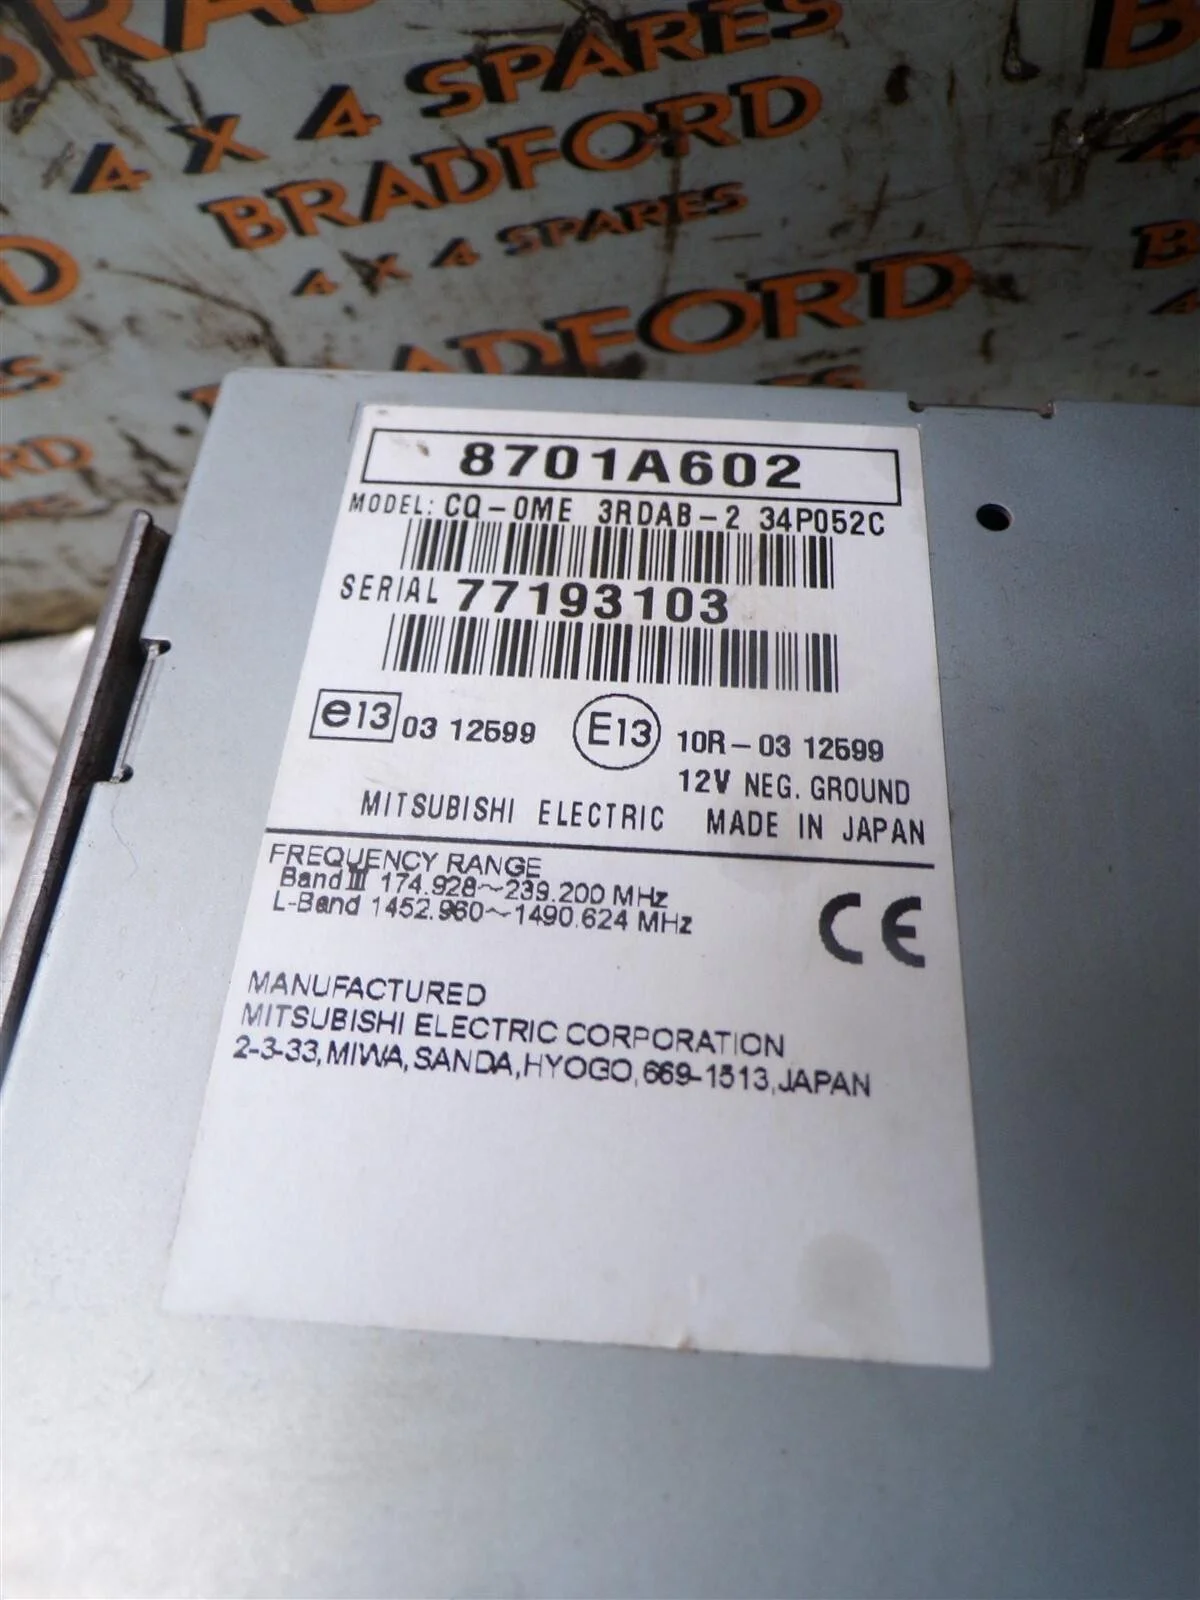 BRAD
4 X 4 SPARES
BRADFORD
4 X 4 SPARES
BRADFORD
8701A602
MODEL: CQ-0ME 3RDAB-2 34P052C
SERIAL 77193103
e13 03 12599 E13 10R-03 12599
12V NEG. GROUND
MITSUBISHI ELECTRIC MADE IN JAPAN
FREQUENCY RANGE
Band III 174.928~239.200 MHz
L-Band 1452.960~1490.624 MHz
CE
MANUFACTURED
MITSUBISHI ELECTRIC CORPORATION
2-3-33, MIWA, SANDA, HYOGO, 669-1513, JAPAN